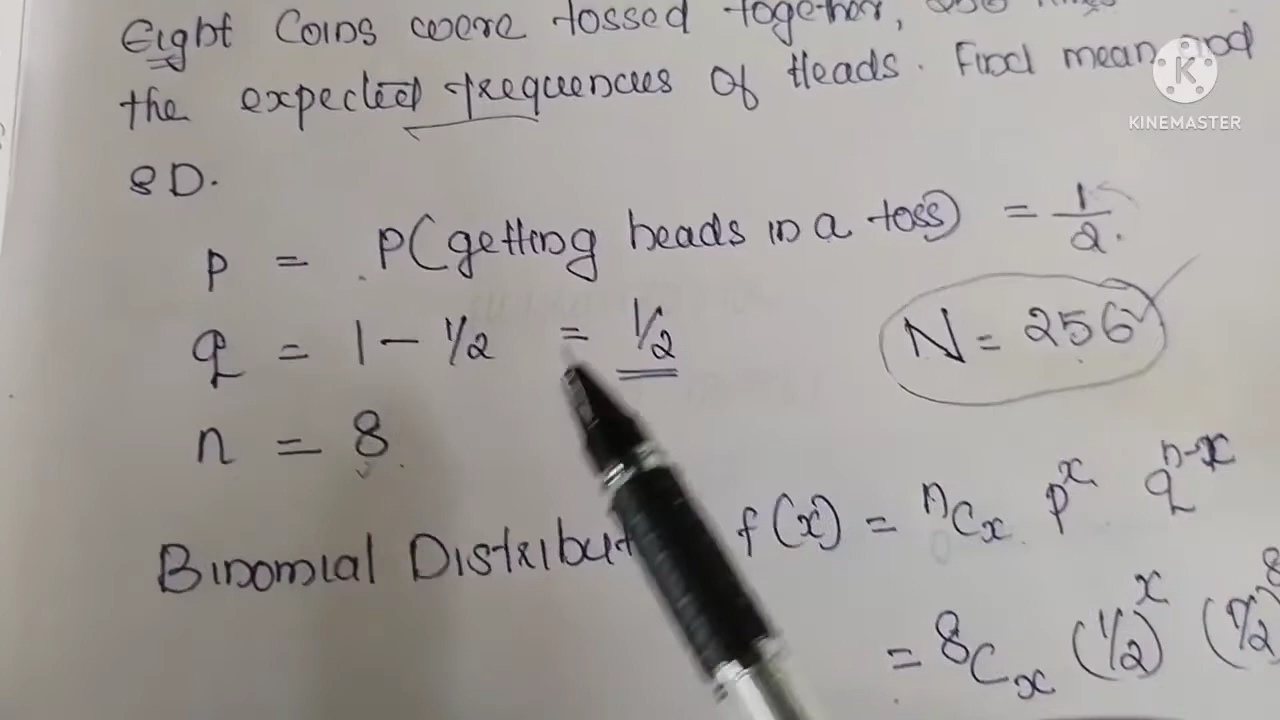 Eight Coins were tossed together,
the expected frequencies of Heads. Find mean and
SD.
KINEMASTER
p = P(getting heads in a toss) = 1/2.
q = 1 - 1/2 = 1/2
N = 256
n = 8
Binomial Distribut f(x) = nCx p^x q^n-x
= 8Cx (1/2)^x (1/2)^8